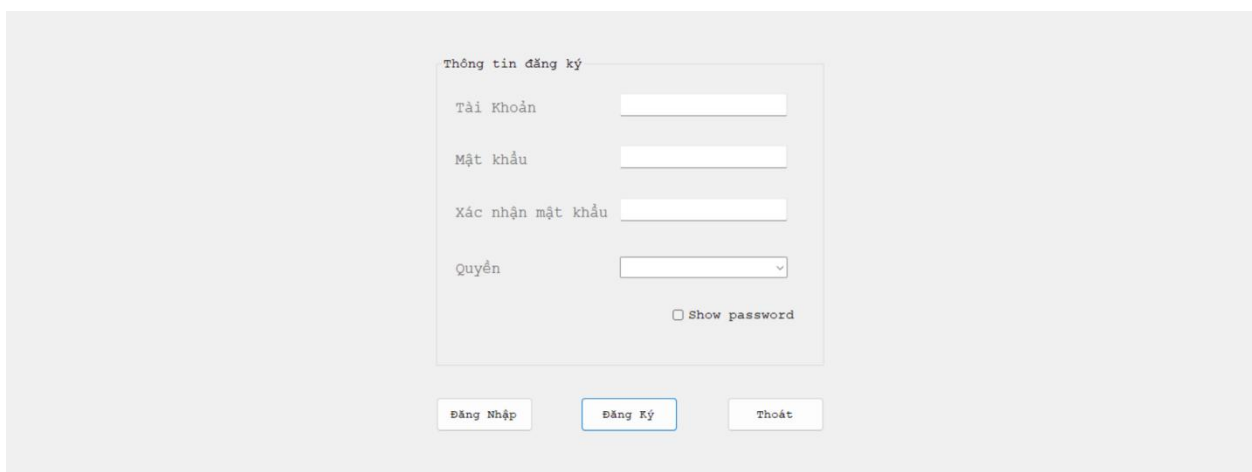 Thông tin đăng ký
Tài Khoản
Mật khẩu
Xác nhận mật khẩu
Quyền
Show password
Đăng Nhập
Đăng Ký
Thoát